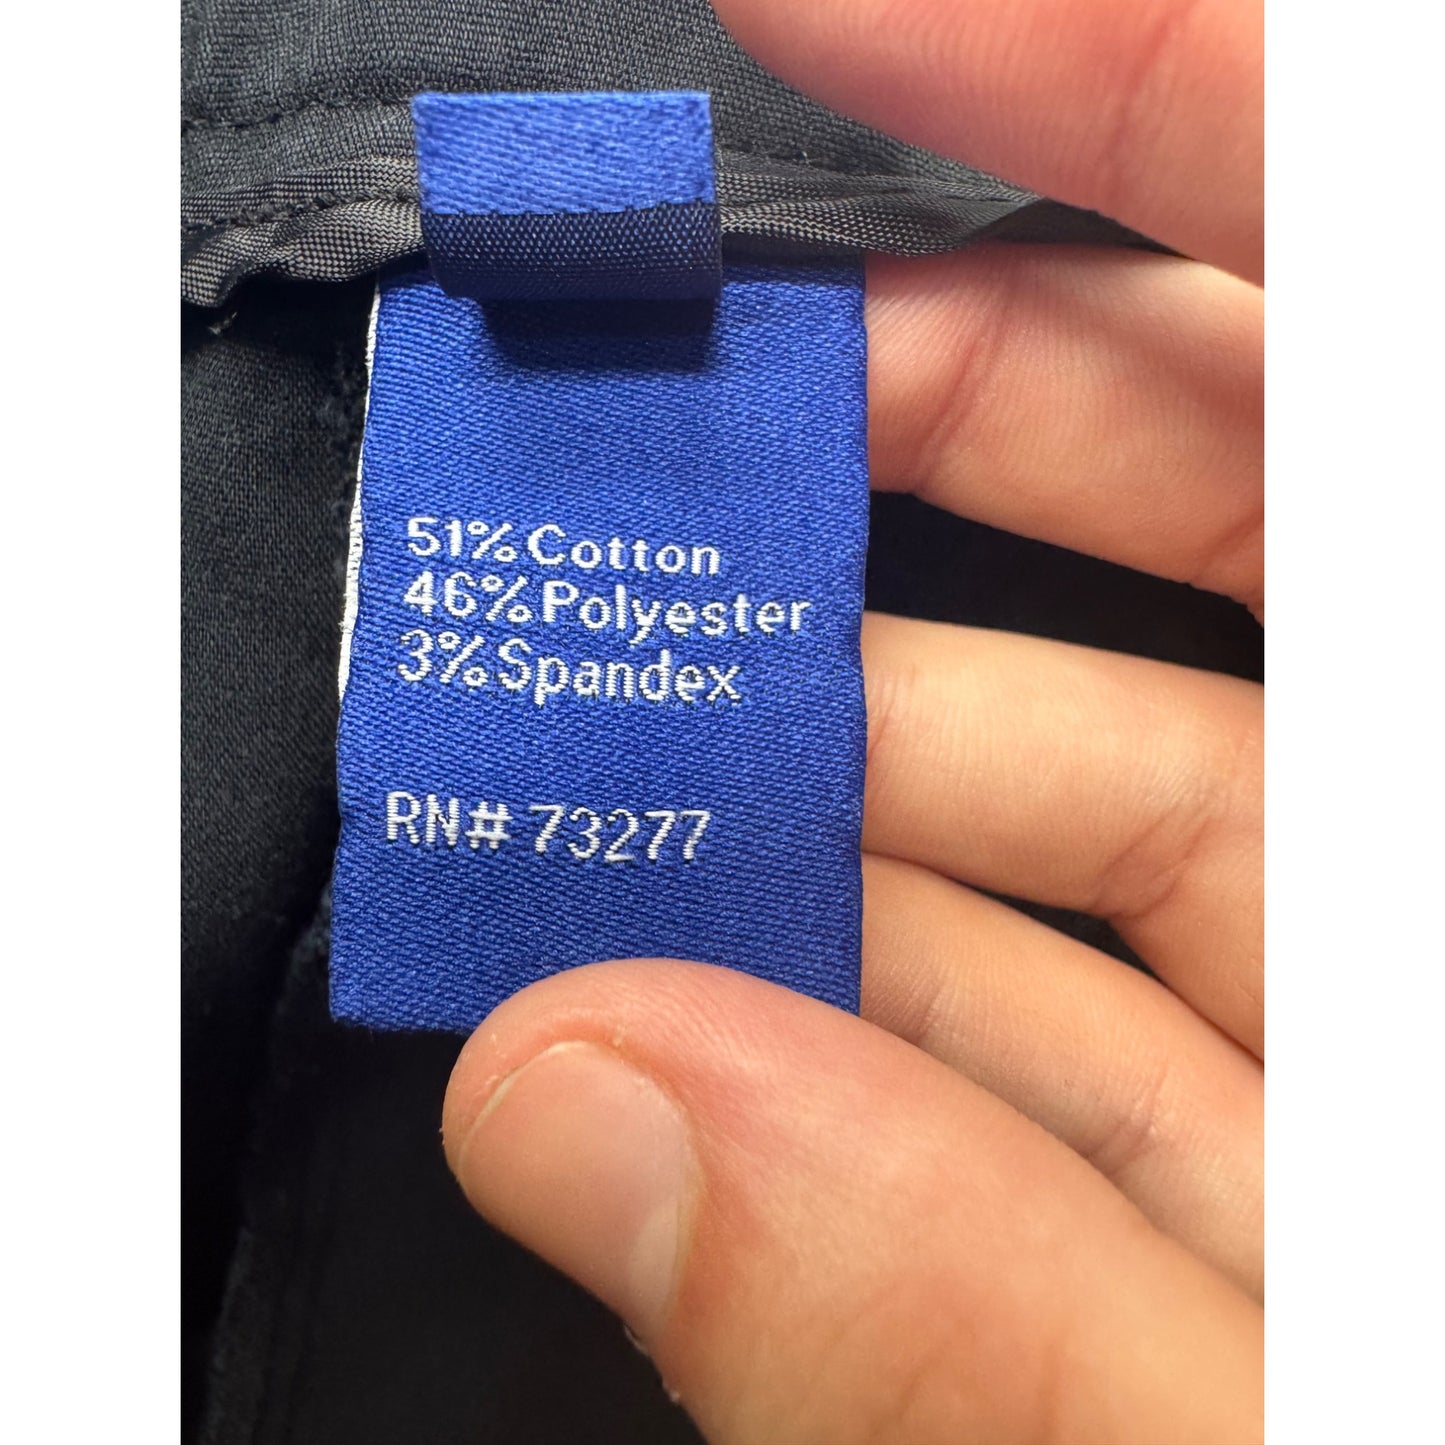 51% Cotton
46% Polyester
3% Spandex
RN# 73277